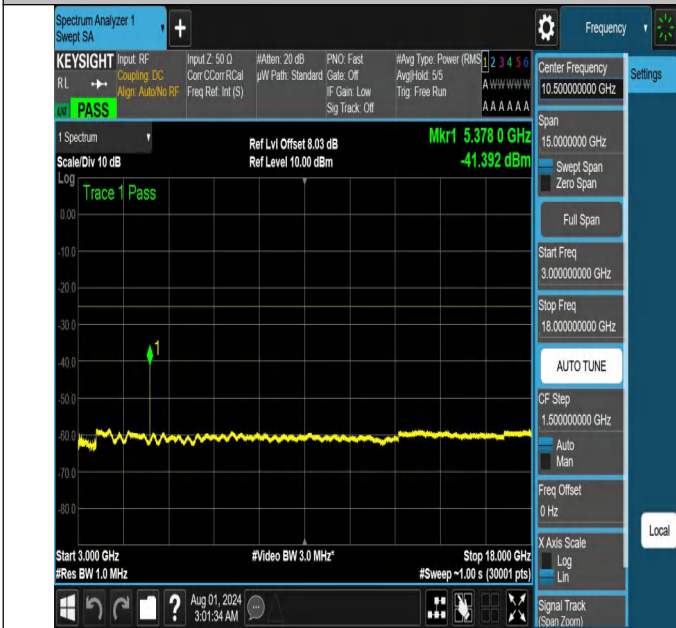 Spectrum Analyzer 1
Swept SA
+
Frequency
KEYSIGHT
RL
PASS
Input: RF
Coupling: DC
Align: Auto/No RF
Input Z: 50 Ω
Corr CCorr RCal
Freq Ref: Int (S)
#Atten: 20 dB
µW Path: Standard
PNO: Fast
Gate: Off
IF Gain: Low
Sig Track: Off
#Avg Type: Power (RMS
Avg|Hold: 5/5
Trig: Free Run
1 2 3 4 5 6
A W W W W W
A A A A A A
1 Spectrum
Scale/Div 10 dB
Log
Ref Lvl Offset 8.03 dB
Ref Level 10.00 dBm
Mkr1 5.378 0 GHz
-41.392 dBm
Trace 1 Pass
0.00
-10.0
-20.0
-30.0
-40.0
-50.0
-60.0
-70.0
-80.0
1
Start 3.000 GHz
#Res BW 1.0 MHz
#Video BW 3.0 MHz*
Stop 18.000 GHz
#Sweep ~1.00 s (30001 pts)
?
Aug 01, 2024
3:01:34 AM
Center Frequency
10.500000000 GHz
Settings
Span
15.0000000 GHz
Swept Span
Zero Span
Full Span
Start Freq
3.000000000 GHz
Stop Freq
18.000000000 GHz
AUTO TUNE
CF Step
1.500000000 GHz
Auto
Man
Freq Offset
0 Hz
X Axis Scale
Log
Lin
Local
Signal Track
(Span Zoom)